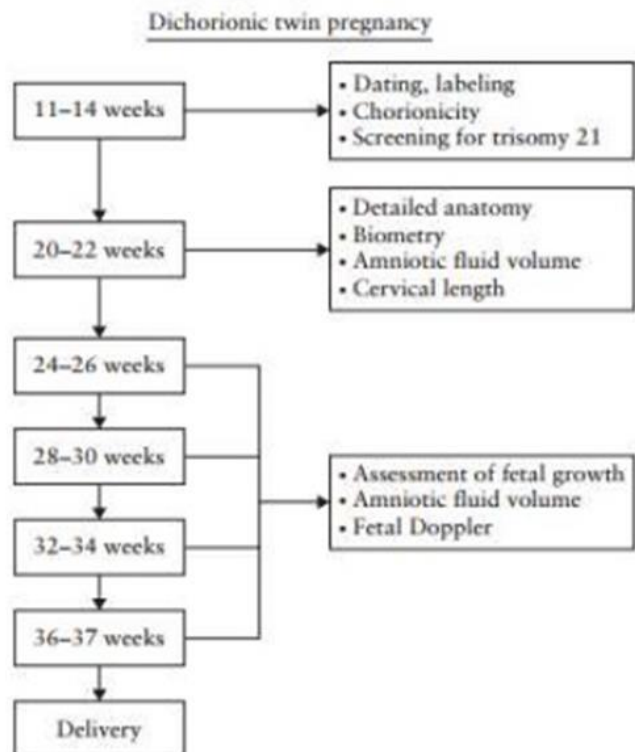 Dichorionic twin pregnancy
11–14 weeks
• Dating, labeling
• Chorionicity
• Screening for trisomy 21
20–22 weeks
• Detailed anatomy
• Biometry
• Amniotic fluid volume
• Cervical length
24–26 weeks
28–30 weeks
• Assessment of fetal growth
• Amniotic fluid volume
• Fetal Doppler
32–34 weeks
36–37 weeks
Delivery